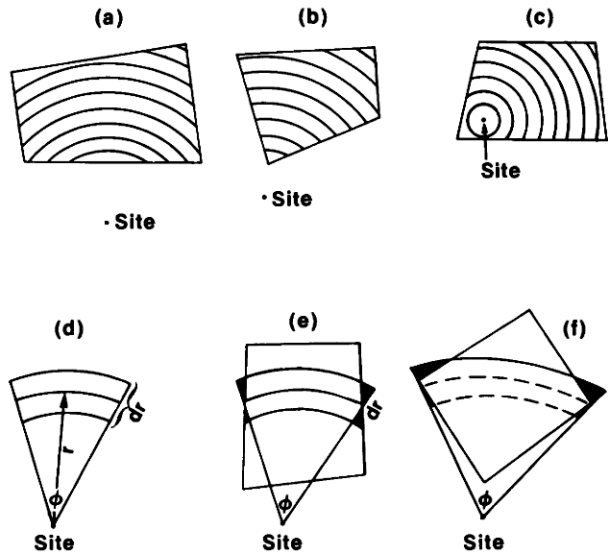 (a)
(b)
(c)
· Site
· Site
Site
(d)
(e)
(f)
dr
r
ϕ
Site
dr
ϕ
Site
ϕ
Site